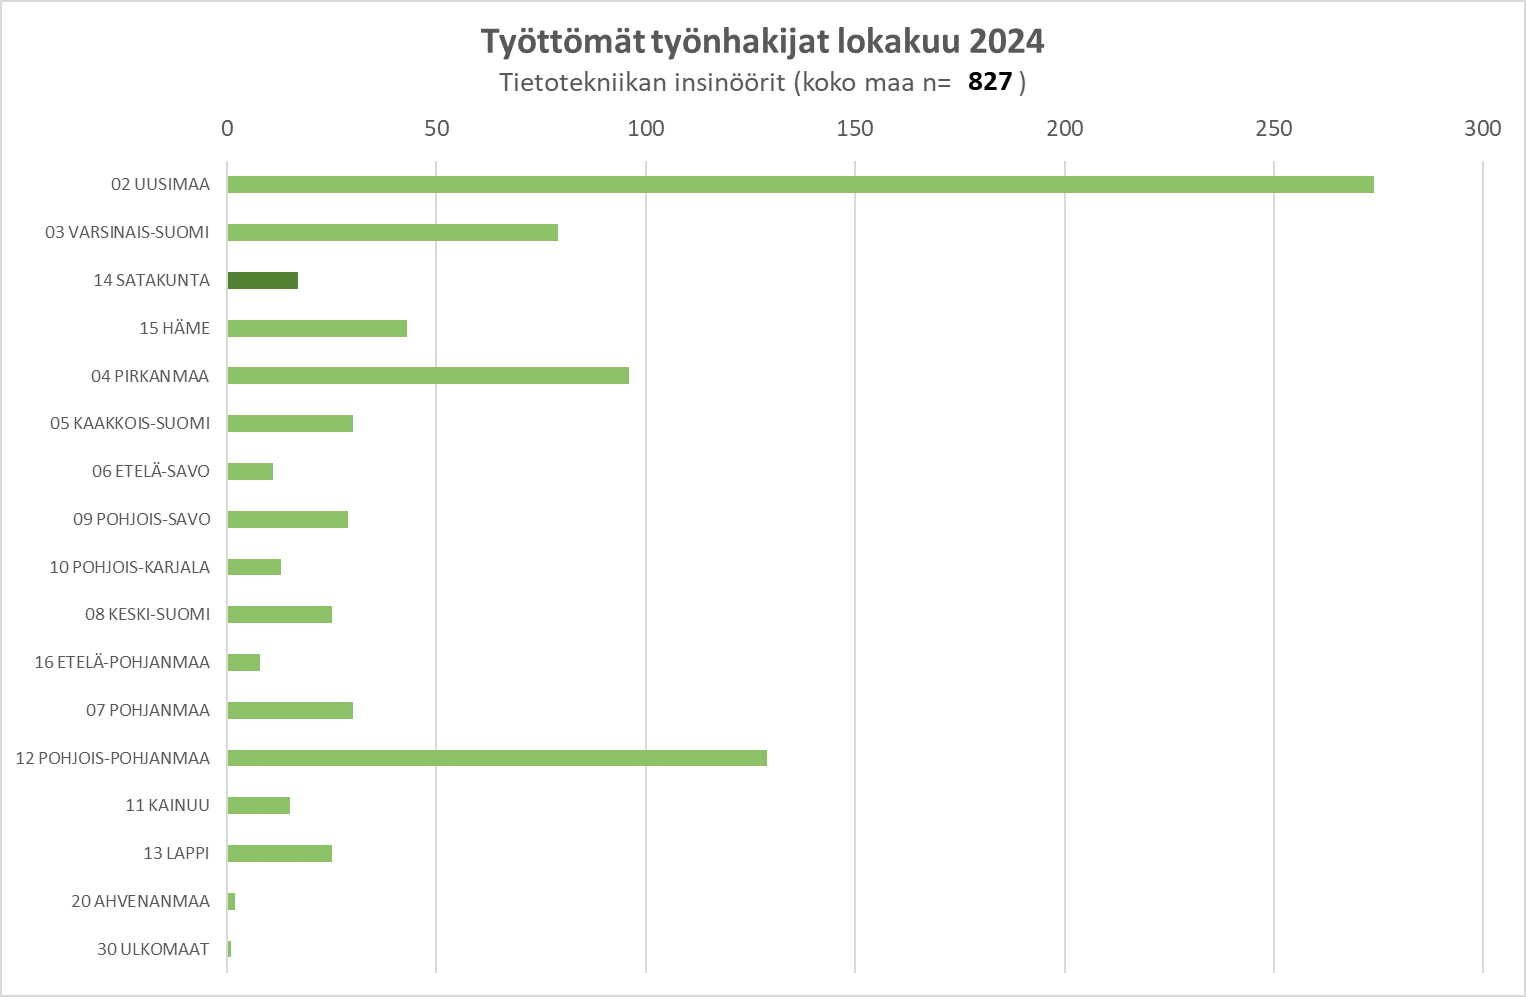 Työttömät työnhakijat lokakuu 2024
Tietotekniikan insinöörit (koko maa n= 827 )
0 50 100 150 200 250 300
02 UUSIMAA
03 VARSINAIS-SUOMI
14 SATAKUNTA
15 HÄME
04 PIRKANMAA
05 KAAKKOIS-SUOMI
06 ETELÄ-SAVO
09 POHJOIS-SAVO
10 POHJOIS-KARJALA
08 KESKI-SUOMI
16 ETELÄ-POHJANMAA
07 POHJANMAA
12 POHJOIS-POHJANMAA
11 KAINUU
13 LAPPI
20 AHVENANMAA
30 ULKOMAAT